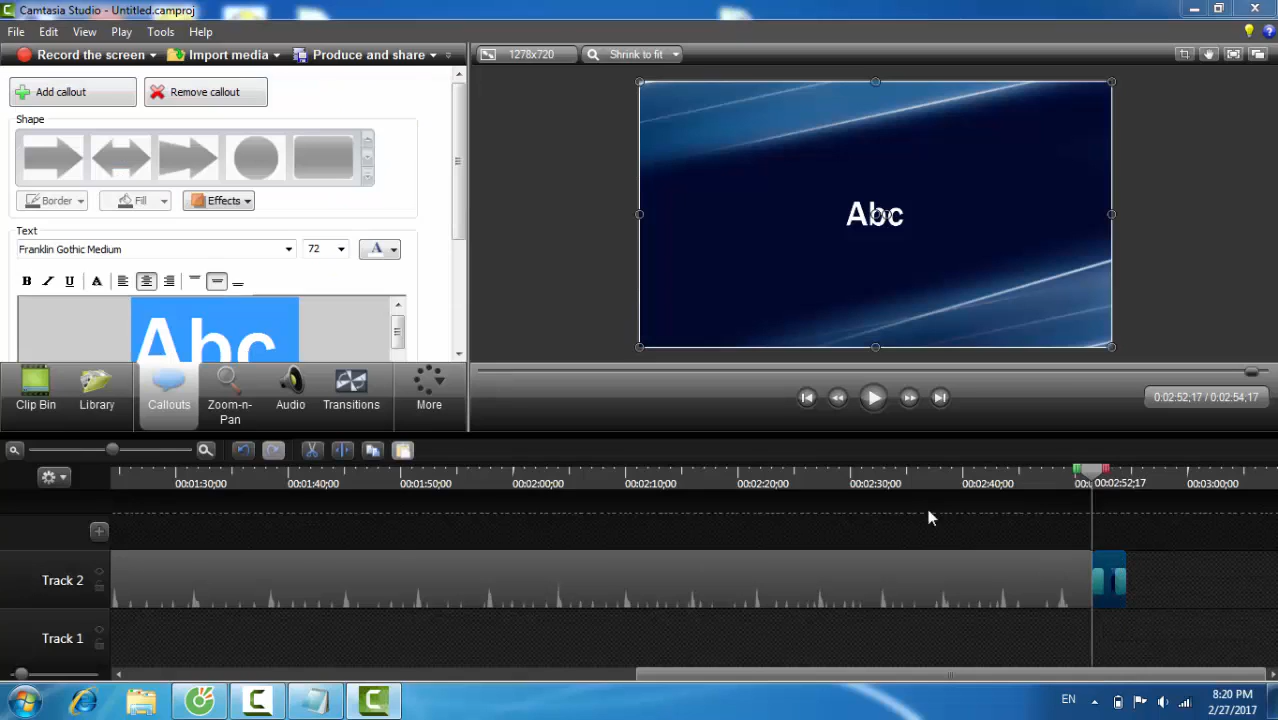 Camtasia Studio - Untitled.camproj
File Edit View Play Tools Help
Record the screen Import media Produce and share
1278x720 Shrink to fit
Add callout Remove callout
Shape
Border Fill Effects
Text
Franklin Gothic Medium 72 A
B I U A
Abc
Abc
Clip Bin Library Callouts Zoom-n-Pan Audio Transitions More
0:02:52;17 / 0:02:54;17
00:01:30;00 00:01:40;00 00:01:50;00 00:02:00;00 00:02:10;00 00:02:20;00 00:02:30;00 00:02:40;00 00:02:52;17 00:03:00;00
Track 2
Track 1
EN
8:20 PM
2/27/2017